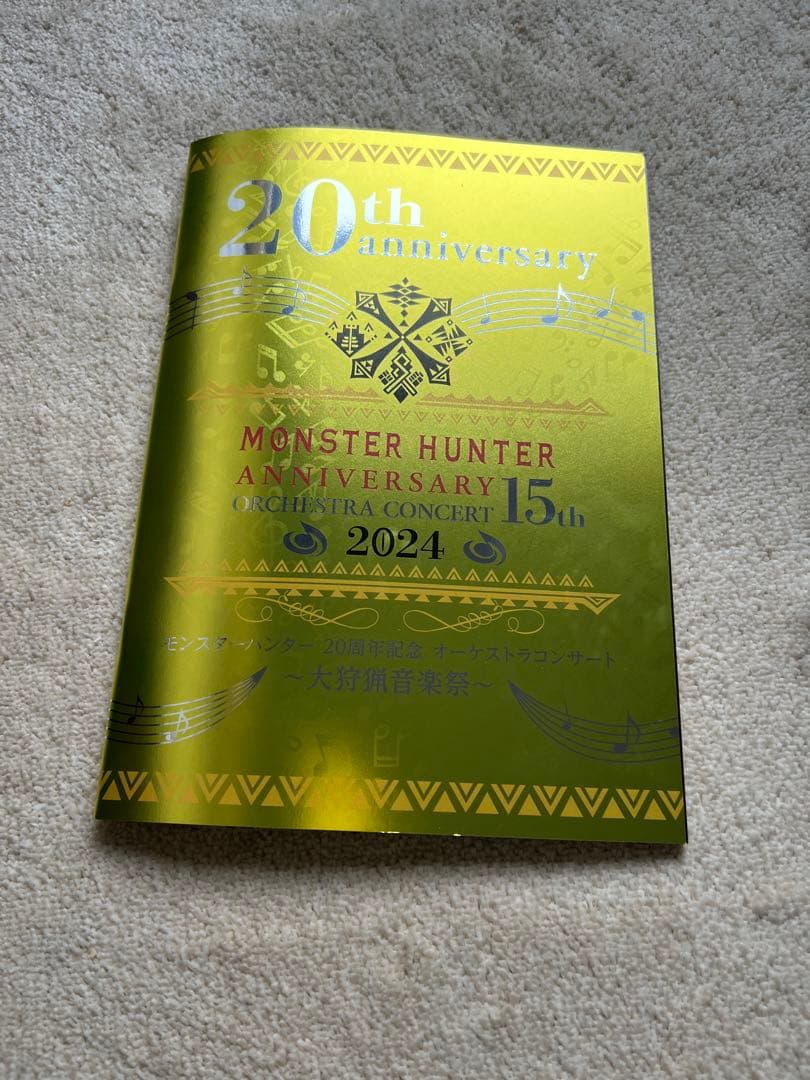 20th
anniversary
MONSTER HUNTER
ANNIVERSARY
ORCHESTRA CONCERT 15th
2024
モンスターハンター 20周年記念 オーケストラコンサート
～大狩猟音楽祭～